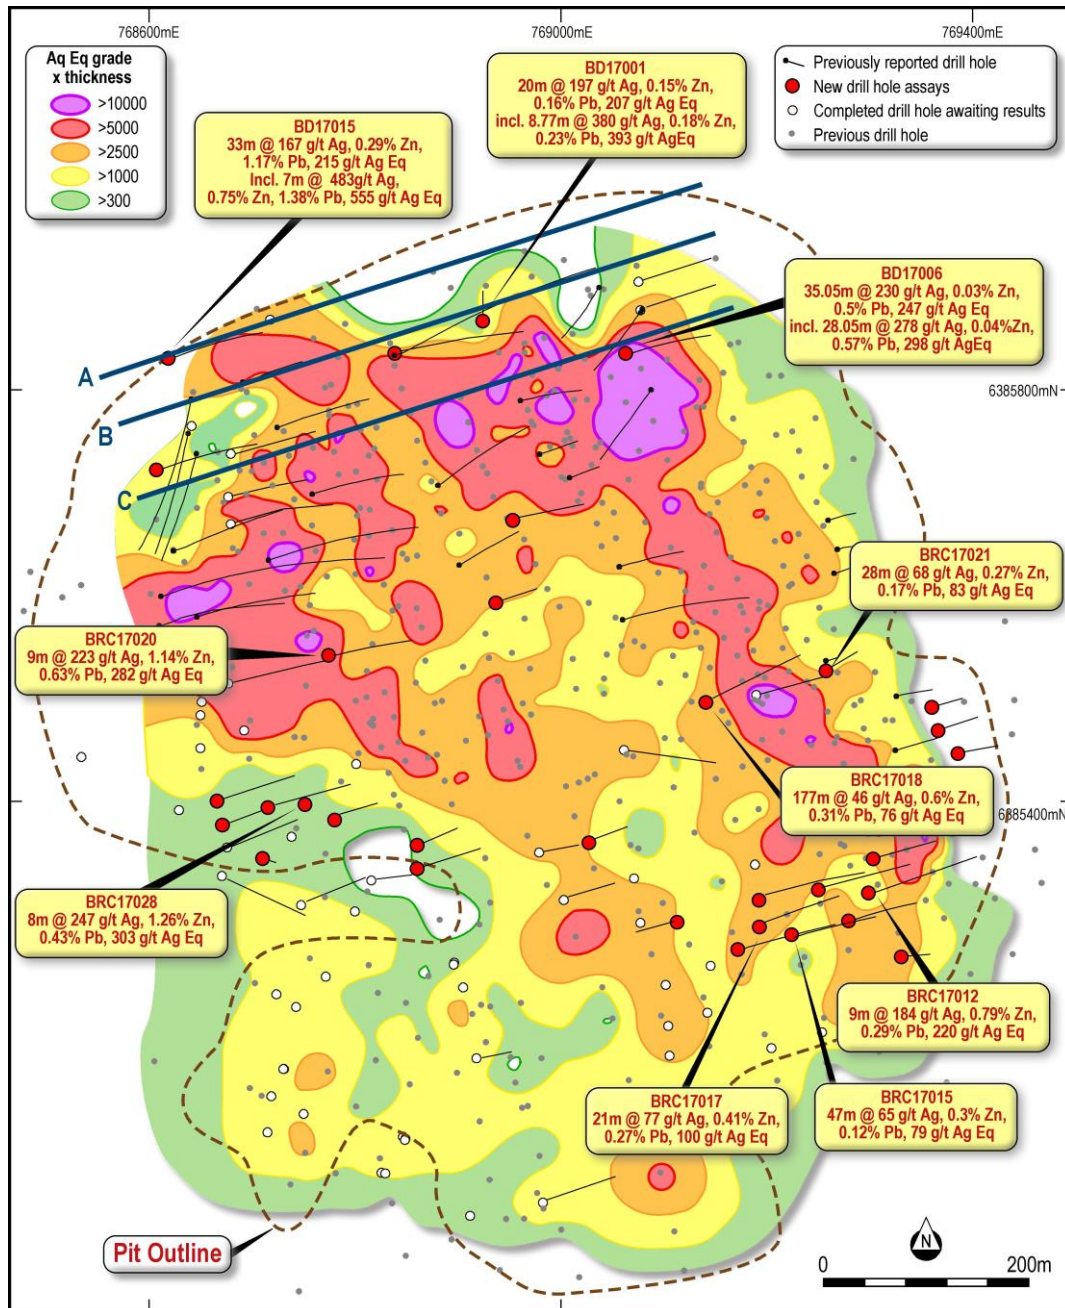 768600mE
769000mE
769400mE
Aq Eq grade
x thickness
>10000
>5000
>2500
>1000
>300
BD17001
20m @ 197 g/t Ag, 0.15% Zn,
0.16% Pb, 207 g/t Ag Eq
incl. 8.77m @ 380 g/t Ag, 0.18% Zn,
0.23% Pb, 393 g/t AgEq
Previously reported drill hole
New drill hole assays
Completed drill hole awaiting results
Previous drill hole
BD17015
33m @ 167 g/t Ag, 0.29% Zn,
1.17% Pb, 215 g/t Ag Eq
Incl. 7m @ 483g/t Ag,
0.75% Zn, 1.38% Pb, 555 g/t Ag Eq
BD17006
35.05m @ 230 g/t Ag, 0.03% Zn,
0.5% Pb, 247 g/t Ag Eq
incl. 28.05m @ 278 g/t Ag, 0.04%Zn,
0.57% Pb, 298 g/t AgEq
A
6385800mN
B
C
BRC17021
28m @ 68 g/t Ag, 0.27% Zn,
0.17% Pb, 83 g/t Ag Eq
BRC17020
9m @ 223 g/t Ag, 1.14% Zn,
0.63% Pb, 282 g/t Ag Eq
BRC17018
177m @ 46 g/t Ag, 0.6% Zn,
0.31% Pb, 76 g/t Ag Eq
6385400mN
BRC17028
8m @ 247 g/t Ag, 1.26% Zn,
0.43% Pb, 303 g/t Ag Eq
BRC17012
9m @ 184 g/t Ag, 0.79% Zn,
0.29% Pb, 220 g/t Ag Eq
BRC17017
21m @ 77 g/t Ag, 0.41% Zn,
0.27% Pb, 100 g/t Ag Eq
BRC17015
47m @ 65 g/t Ag, 0.3% Zn,
0.12% Pb, 79 g/t Ag Eq
Pit Outline
N
0
200m